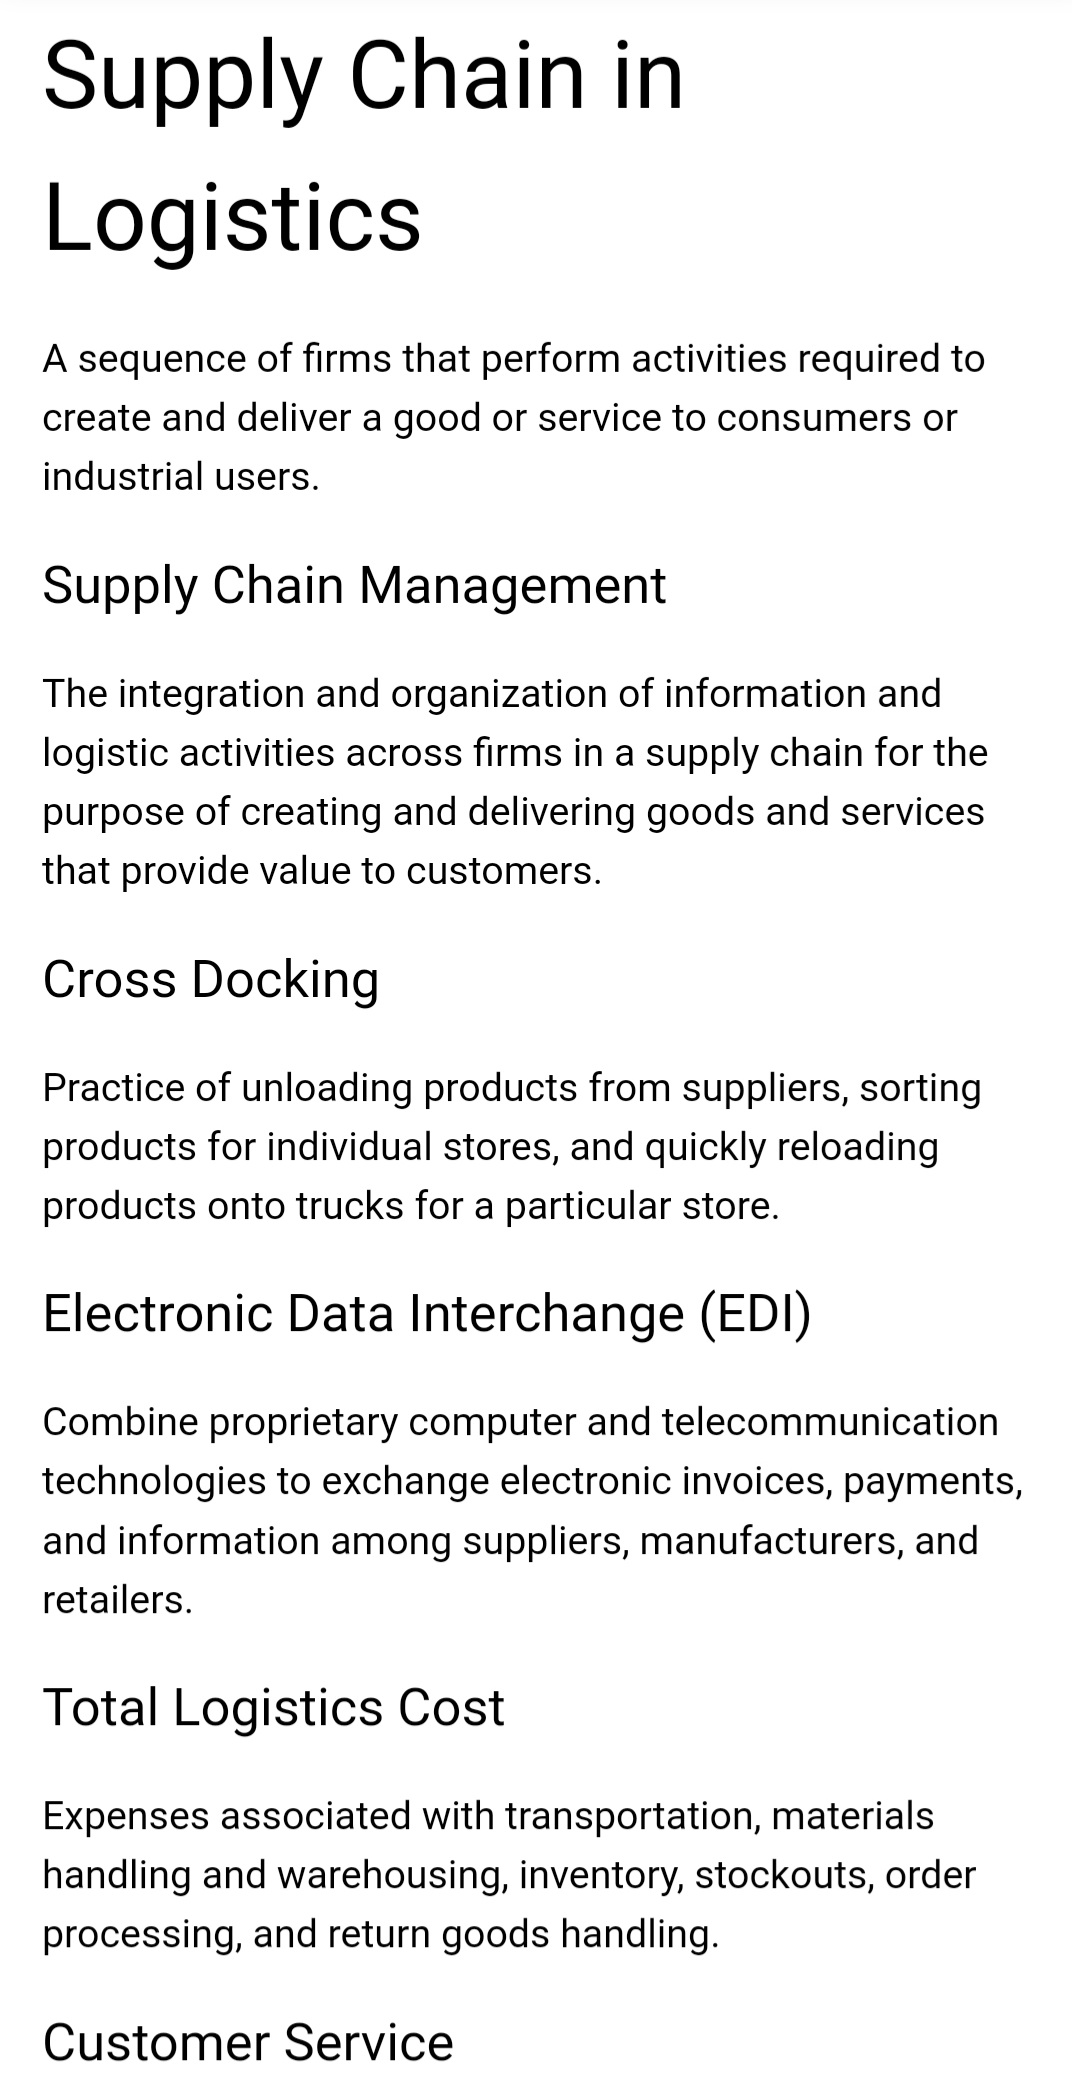 Supply Chain in
Logistics
A sequence of firms that perform activities required to
create and deliver a good or service to consumers or
industrial users.
Supply Chain Management
The integration and organization of information and
logistic activities across firms in a supply chain for the
purpose of creating and delivering goods and services
that provide value to customers.
Cross Docking
Practice of unloading products from suppliers, sorting
products for individual stores, and quickly reloading
products onto trucks for a particular store.
Electronic Data Interchange (EDI)
Combine proprietary computer and telecommunication
technologies to exchange electronic invoices, payments,
and information among suppliers, manufacturers, and
retailers.
Total Logistics Cost
Expenses associated with transportation, materials
handling and warehousing, inventory, stockouts, order
processing, and return goods handling.
Customer Service